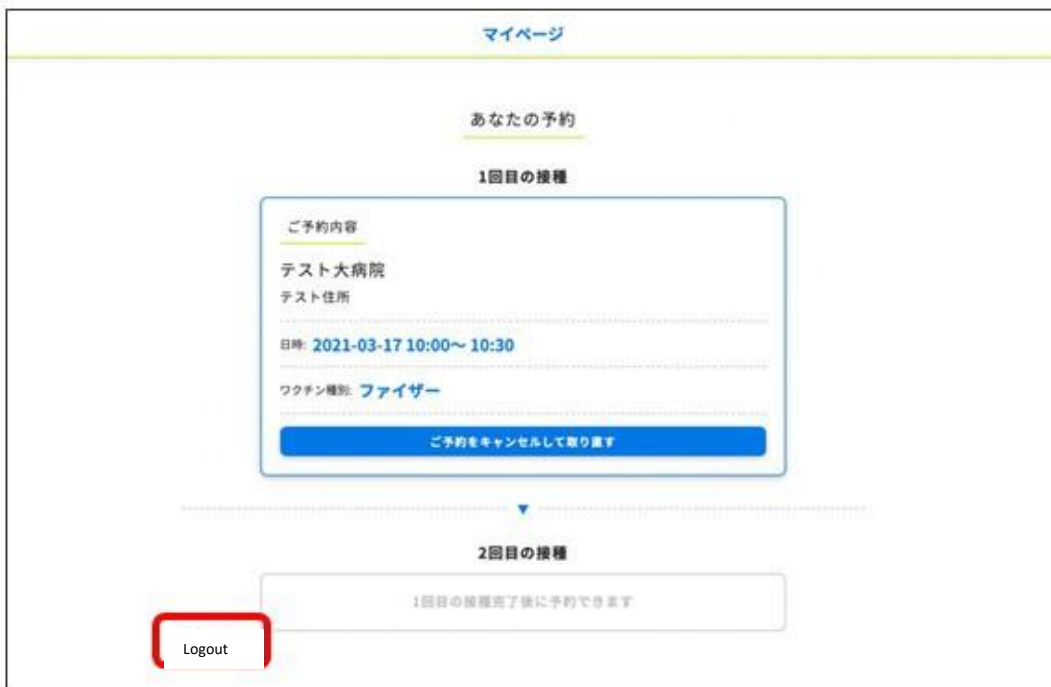 マイページ
あなたの予約
1回目の接種
ご予約内容
テスト大病院
テスト住所
日時: 2021-03-17 10:00〜 10:30
ワクチン種別: ファイザー
ご予約をキャンセルして取り直す
▼
2回目の接種
1回目の接種完了後に予約できます
Logout